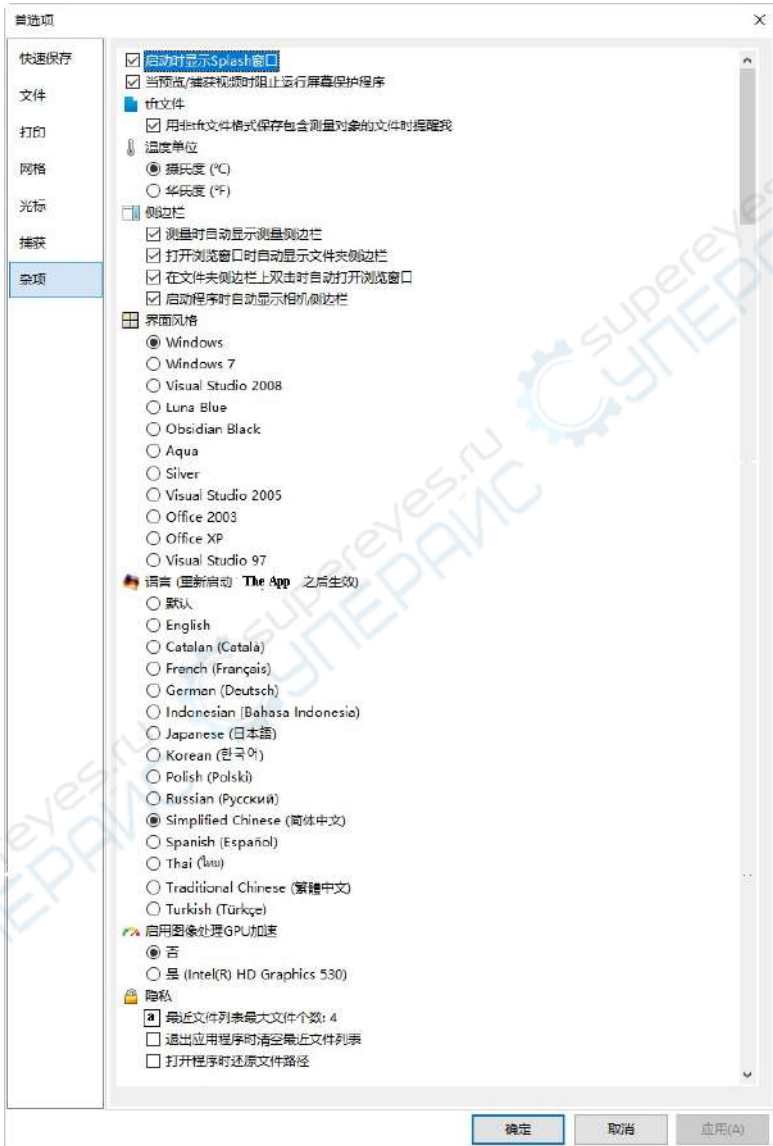 首选项
快速保存
文件
打印
网格
光标
捕获
杂项
启动时显示Splash窗口
当预览/捕获视频时阻止运行屏幕保护程序
tft文件
用非tft文件格式保存包含测量对象的文件时提醒我
温度单位
摄氏度 (℃)
华氏度 (℉)
侧边栏
测量时自动显示测量侧边栏
打开浏览窗口时自动显示文件夹侧边栏
在文件夹侧边栏上双击时自动打开浏览窗口
启动程序时自动显示相机侧边栏
界面风格
Windows
Windows 7
Visual Studio 2008
Luna Blue
Obsidian Black
Aqua
Silver
Visual Studio 2005
Office 2003
Office XP
Visual Studio 97
语言 (重新启动 The App 之后生效)
默认
English
Catalan (Català)
French (Français)
German (Deutsch)
Indonesian (Bahasa Indonesia)
Japanese (日本語)
Korean (한국어)
Polish (Polski)
Russian (Русский)
Simplified Chinese (简体中文)
Spanish (Español)
Thai (ไทย)
Traditional Chinese (繁體中文)
Turkish (Türkçe)
启用图像处理GPU加速
否
是 (Intel(R) HD Graphics 530)
隐私
a 最近文件列表最大文件个数: 4
退出应用程序时清空最近文件列表
打开程序时还原文件路径
确定 取消 应用(A)
supereyes.ru
СУПЕРАЙС